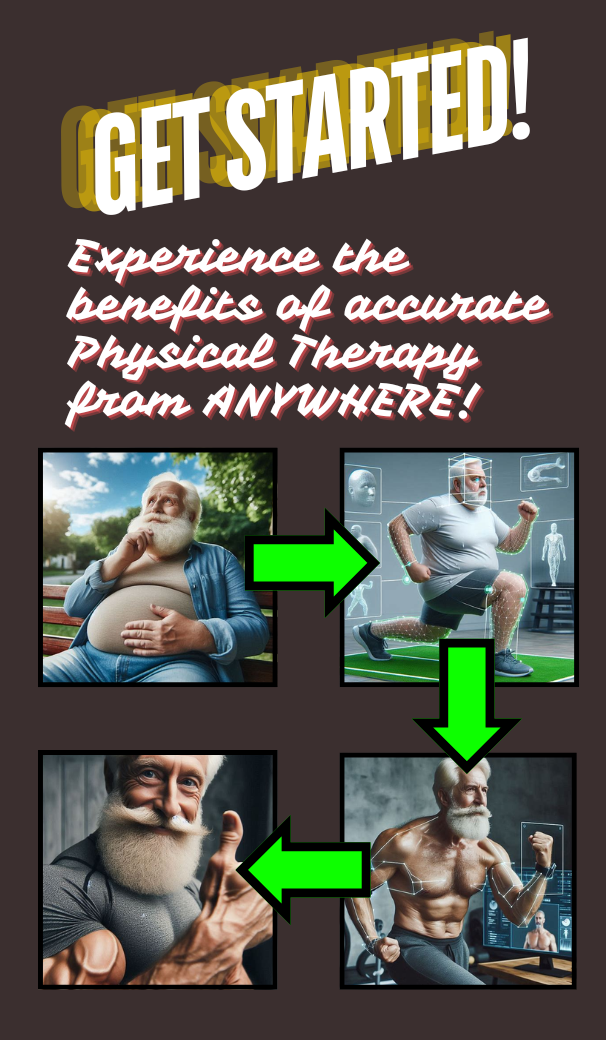 GET STARTED!
Experience the
benefits of accurate
Physical Therapy
from ANYWHERE!